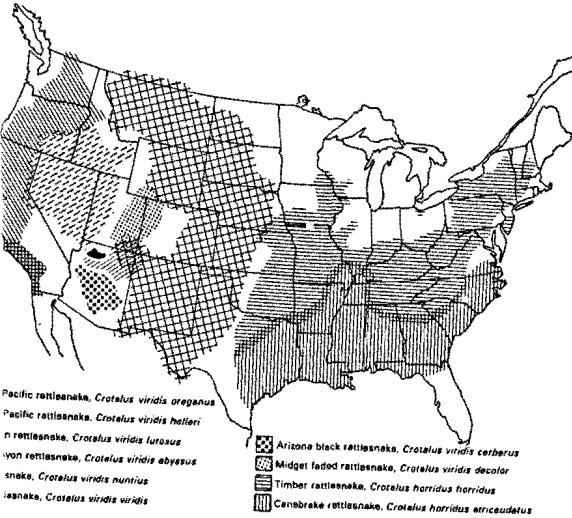 Pacific rattlesnake, Crotalus viridis oreganus
Pacific rattlesnake, Crotalus viridis helleri
n rattlesnake, Crotalus viridis lutosus
yon rattlesnake, Crotalus viridis abyssus
snake, Crotalus viridis nuntius
lesnake, Crotalus viridis viridis
Arizona black rattlesnake, Crotalus viridis cerberus
Midget faded rattlesnake, Crotalus viridis decolor
Timber rattlesnake, Crotalus horridus horridus
Canebrake rattlesnake, Crotalus horridus atricaudatus